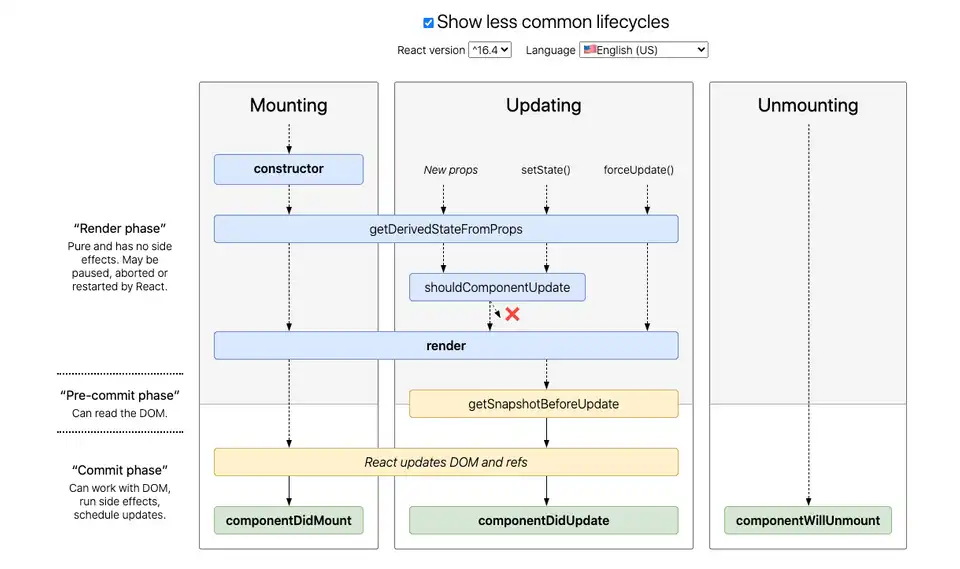 Show less common lifecycles
React version ^16.4 Language 🇺🇸English (US)
Mounting Updating Unmounting
constructor
New props setState() forceUpdate()
“Render phase”
Pure and has no side
effects. May be
paused, aborted or
restarted by React.
getDerivedStateFromProps
shouldComponentUpdate
❌
render
“Pre-commit phase”
Can read the DOM.
getSnapshotBeforeUpdate
“Commit phase”
Can work with DOM,
run side effects,
schedule updates.
React updates DOM and refs
componentDidMount componentDidUpdate componentWillUnmount